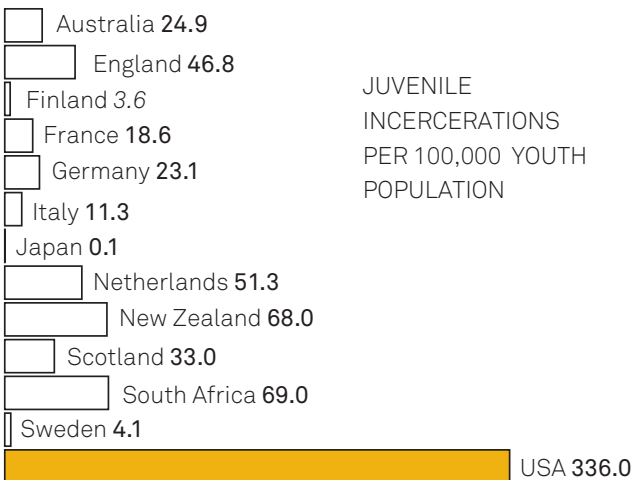 Australia 24.9
England 46.8
Finland 3.6
France 18.6
Germany 23.1
Italy 11.3
Japan 0.1
Netherlands 51.3
New Zealand 68.0
Scotland 33.0
South Africa 69.0
Sweden 4.1
USA 336.0
JUVENILE
INCERCERATIONS
PER 100,000 YOUTH
POPULATION